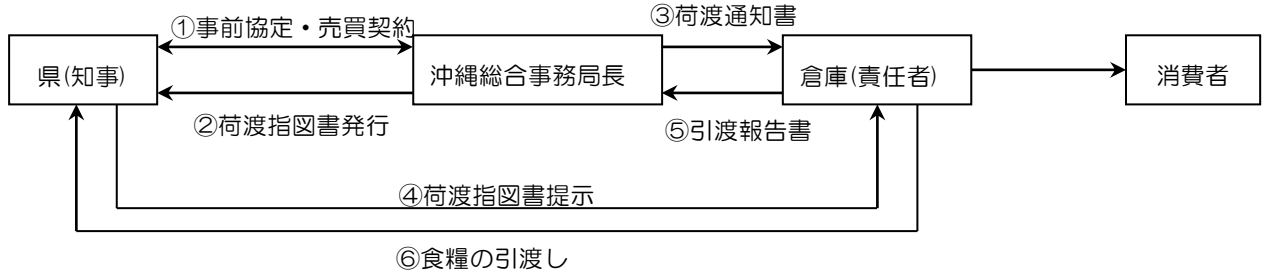 ③荷渡通知書
①事前協定・売買契約
県(知事)
沖縄総合事務局長
倉庫(責任者)
消費者
②荷渡指図書発行
⑤引渡報告書
④荷渡指図書提示
⑥食糧の引渡し